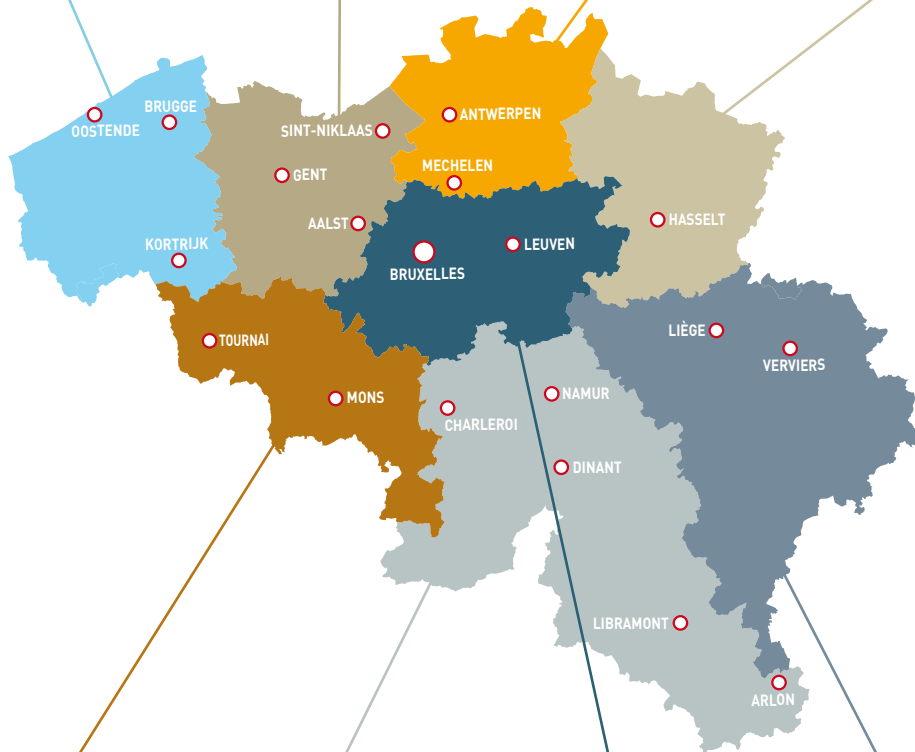 BRUGGE
OOSTENDE
SINT-NIKLAAS
ANTWERPEN
MECHELEN
GENT
AALST
HASSELT
KORTRIJK
LEUVEN
BRUXELLES
TOURNAI
LIÈGE
VERVIERS
MONS
NAMUR
CHARLEROI
DINANT
LIBRAMONT
ARLON